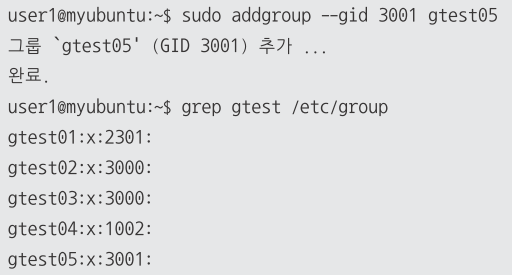 user1@myubuntu:~$ sudo addgroup --gid 3001 gtest05
그룹 `gtest05' (GID 3001) 추가 ...
완료.
user1@myubuntu:~$ grep gtest /etc/group
gtest01:x:2301:
gtest02:x:3000:
gtest03:x:3000:
gtest04:x:1002:
gtest05:x:3001: